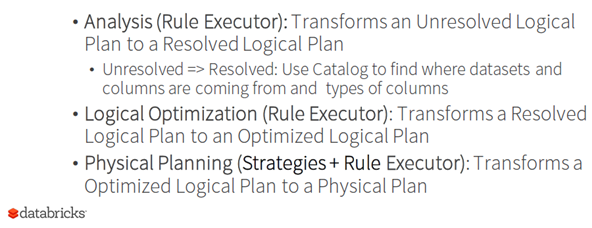 • Analysis (Rule Executor): Transforms an Unresolved Logical
Plan to a Resolved Logical Plan
• Unresolved => Resolved: Use Catalog to find where datasets and
columns are coming from and types of columns
• Logical Optimization (Rule Executor): Transforms a Resolved
Logical Plan to an Optimized Logical Plan
• Physical Planning (Strategies + Rule Executor): Transforms a
Optimized Logical Plan to a Physical Plan
databricks